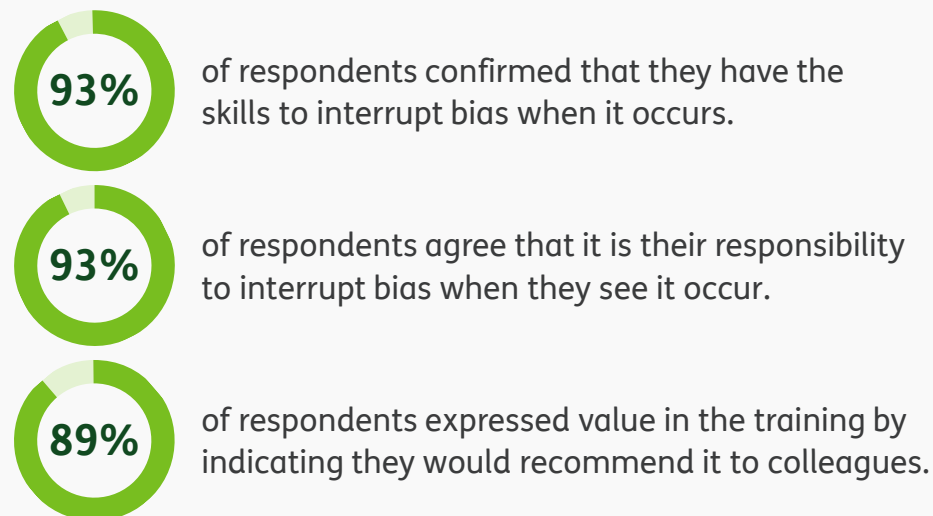 93%
of respondents confirmed that they have the
skills to interrupt bias when it occurs.
93%
of respondents agree that it is their responsibility
to interrupt bias when they see it occur.
89%
of respondents expressed value in the training by
indicating they would recommend it to colleagues.